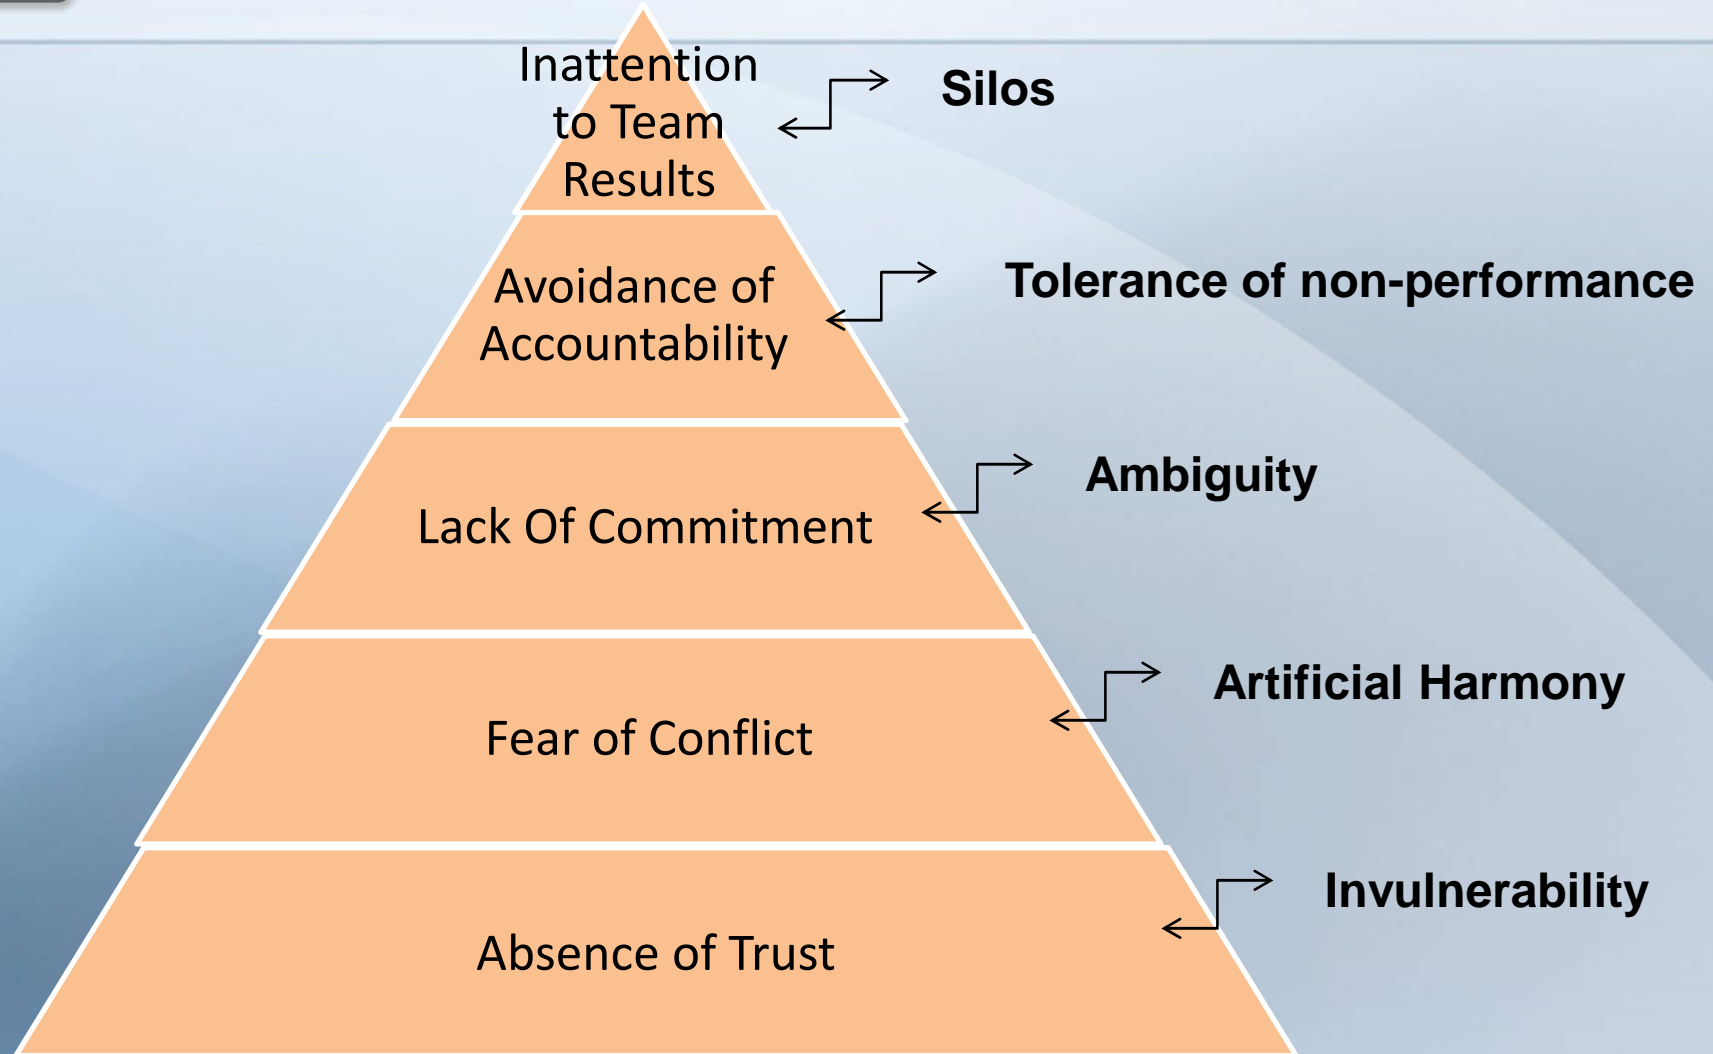 Inattention
to Team
Results
Silos
Avoidance of
Accountability
Tolerance of non-performance
Lack Of Commitment
Ambiguity
Fear of Conflict
Artificial Harmony
Absence of Trust
Invulnerability